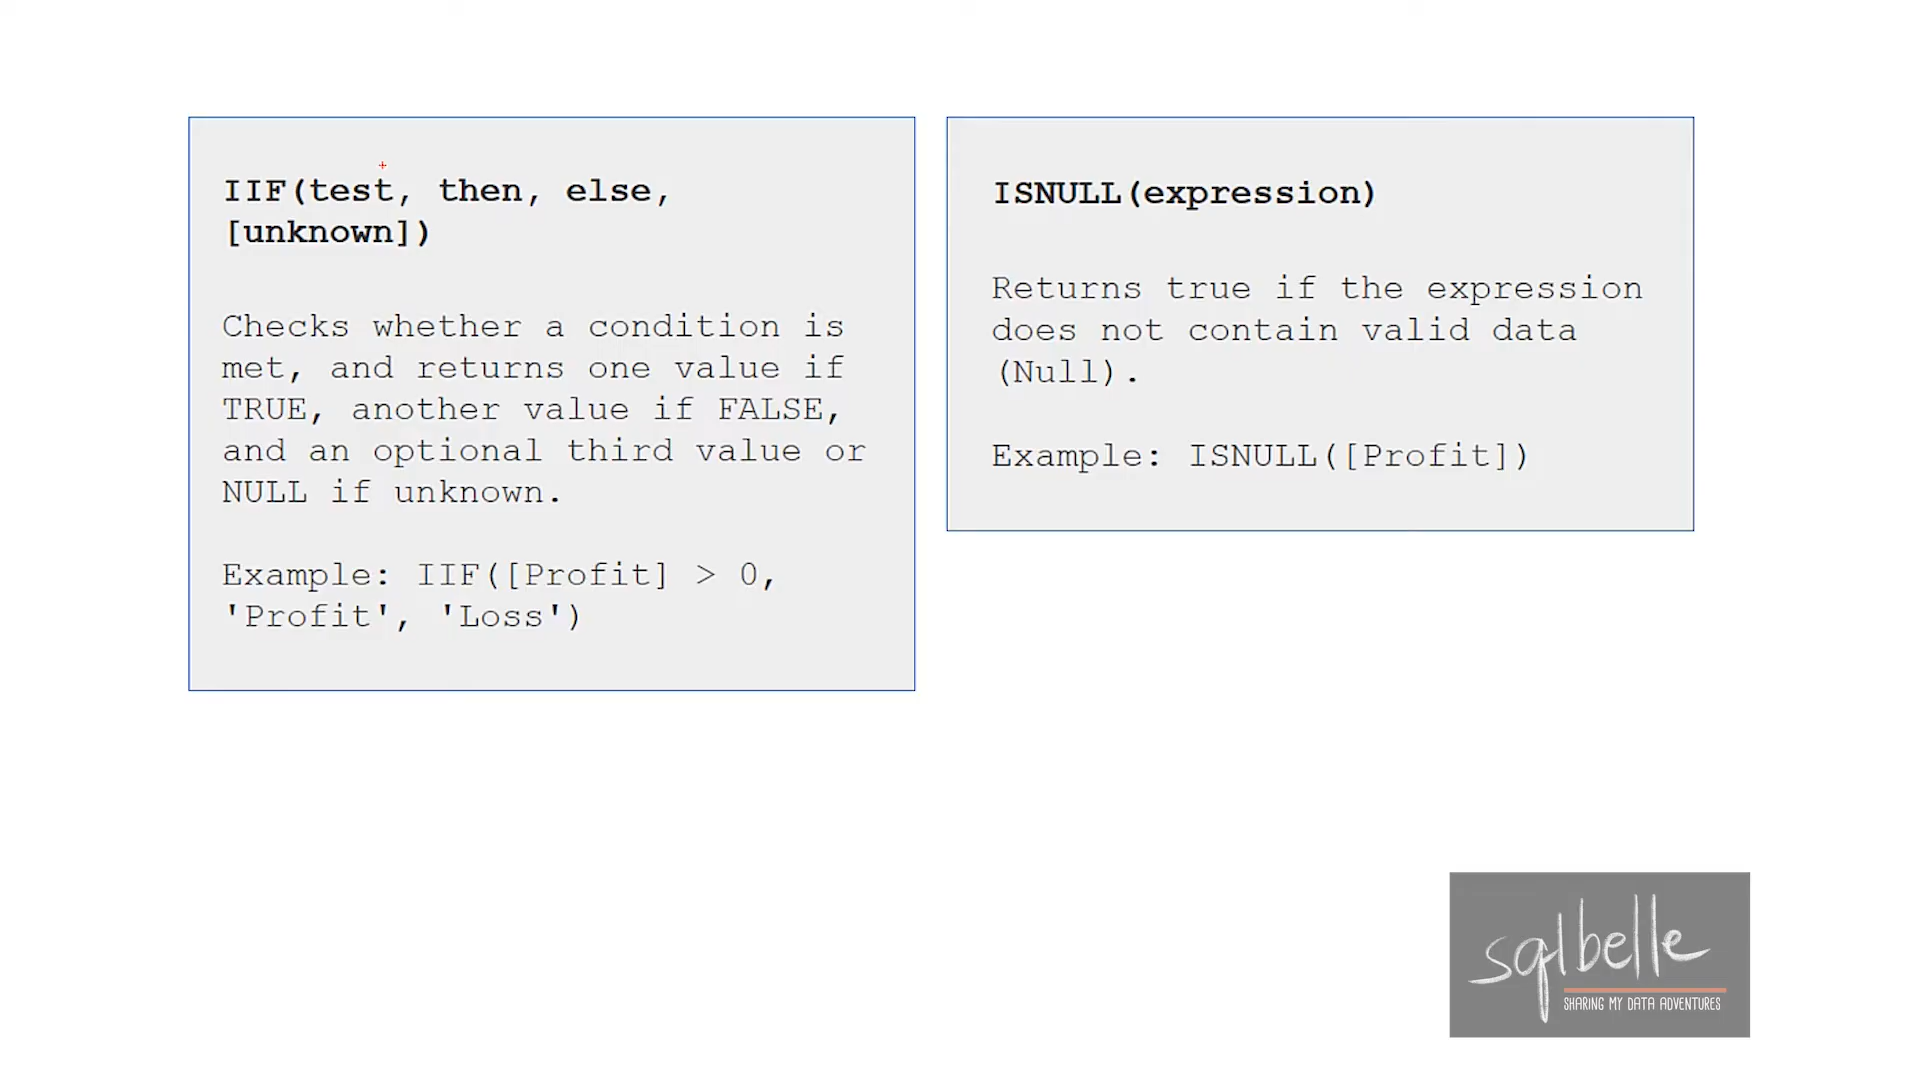 IIF(test, then, else,
[unknown])
Checks whether a condition is
met, and returns one value if
TRUE, another value if FALSE,
and an optional third value or
NULL if unknown.
Example: IIF([Profit] > 0,
'Profit', 'Loss')
ISNULL(expression)
Returns true if the expression
does not contain valid data
(Null).
Example: ISNULL([Profit])
sqlbelle
SHARING MY DATA ADVENTURES